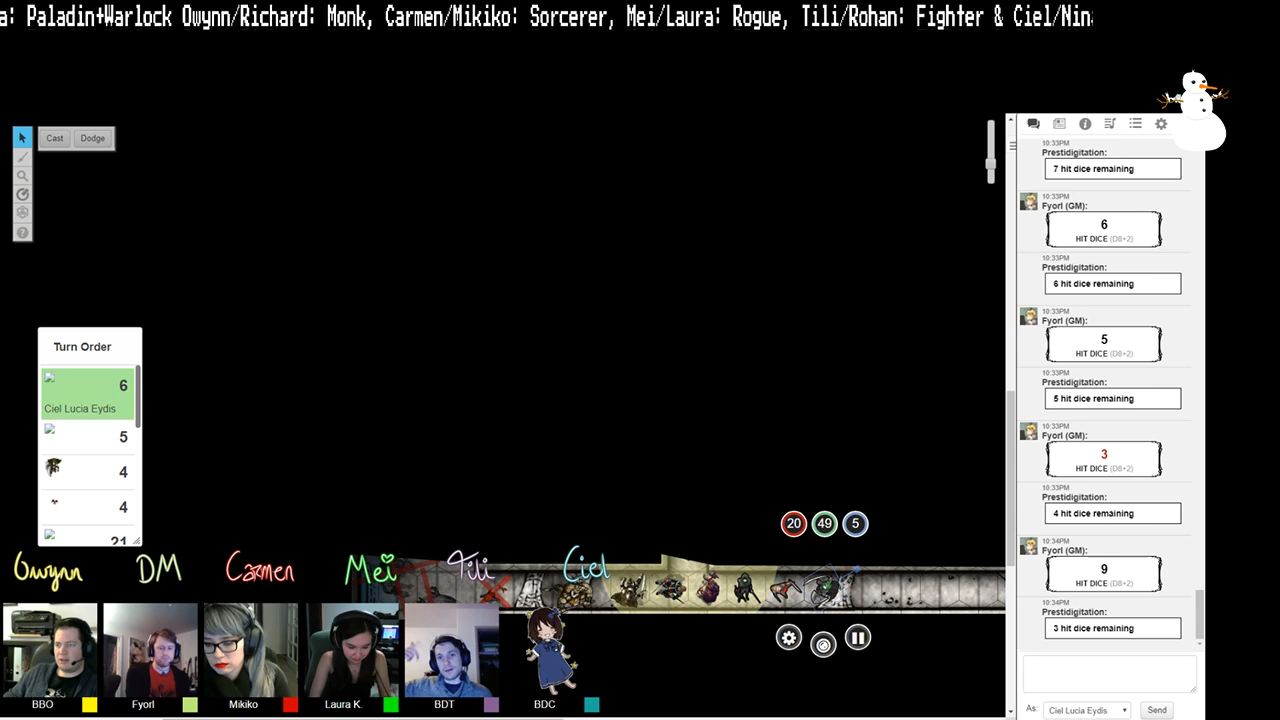 a: Paladin+Warlock Owynn/Richard: Monk, Carmen/Mikiko: Sorcerer, Mei/Laura: Rogue, Tili/Rohan: Fighter & Ciel/Nin
Cast Dodge
Turn Order
6
Ciel Lucia Eydis
5
4
4
21
20 49 5
Owynn DM Carmen Mei Tili Ciel
BBO Fyorl Mikiko Laura K. BDT BDC
10:33PM
Prestidigitation:
7 hit dice remaining
10:33PM
Fyorl (GM):
6
HIT DICE (D8+2)
10:33PM
Prestidigitation:
6 hit dice remaining
10:33PM
Fyorl (GM):
5
HIT DICE (D8+2)
10:33PM
Prestidigitation:
5 hit dice remaining
10:33PM
Fyorl (GM):
3
HIT DICE (D8+2)
10:33PM
Prestidigitation:
4 hit dice remaining
10:34PM
Fyorl (GM):
9
HIT DICE (D8+2)
10:34PM
Prestidigitation:
3 hit dice remaining
As: Ciel Lucia Eydis Send